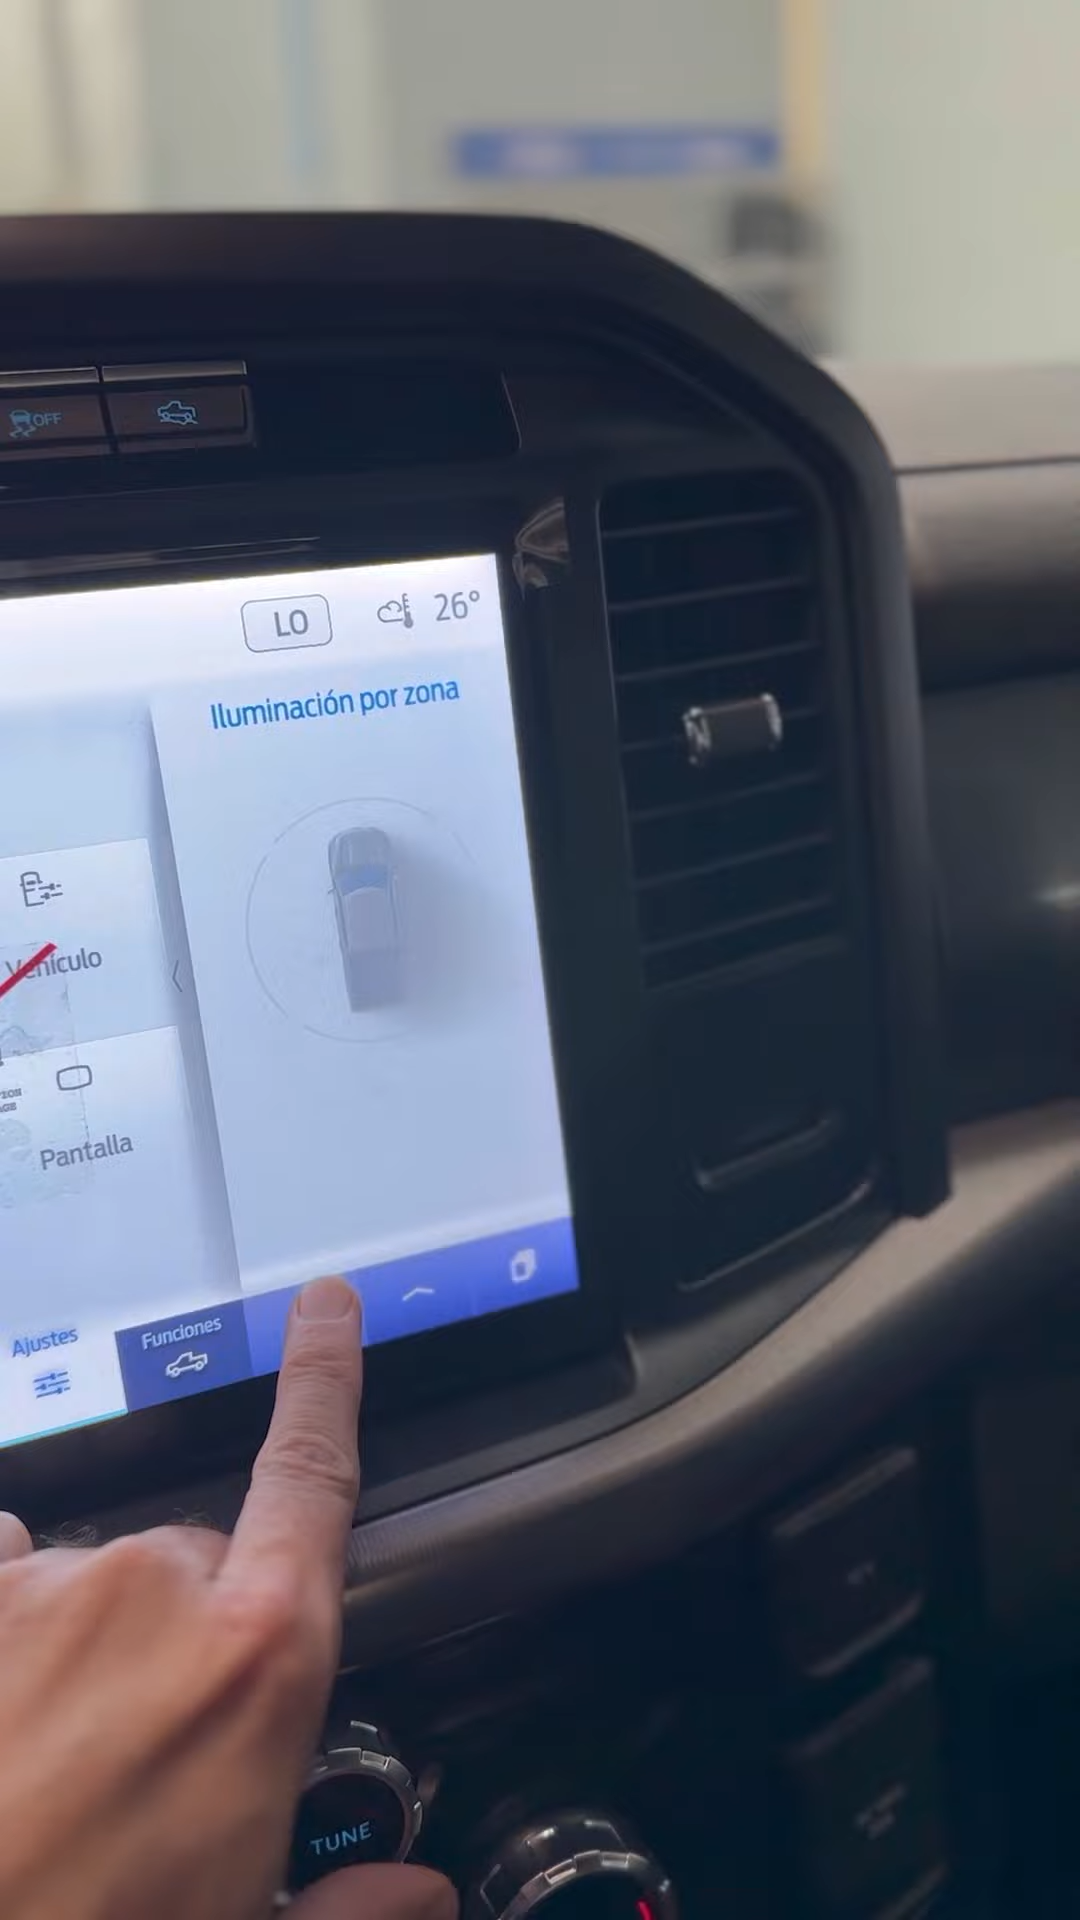 OFF
LO
26°
Iluminación por zona
Vehículo
Pantalla
Ajustes
Funciones
TUNE